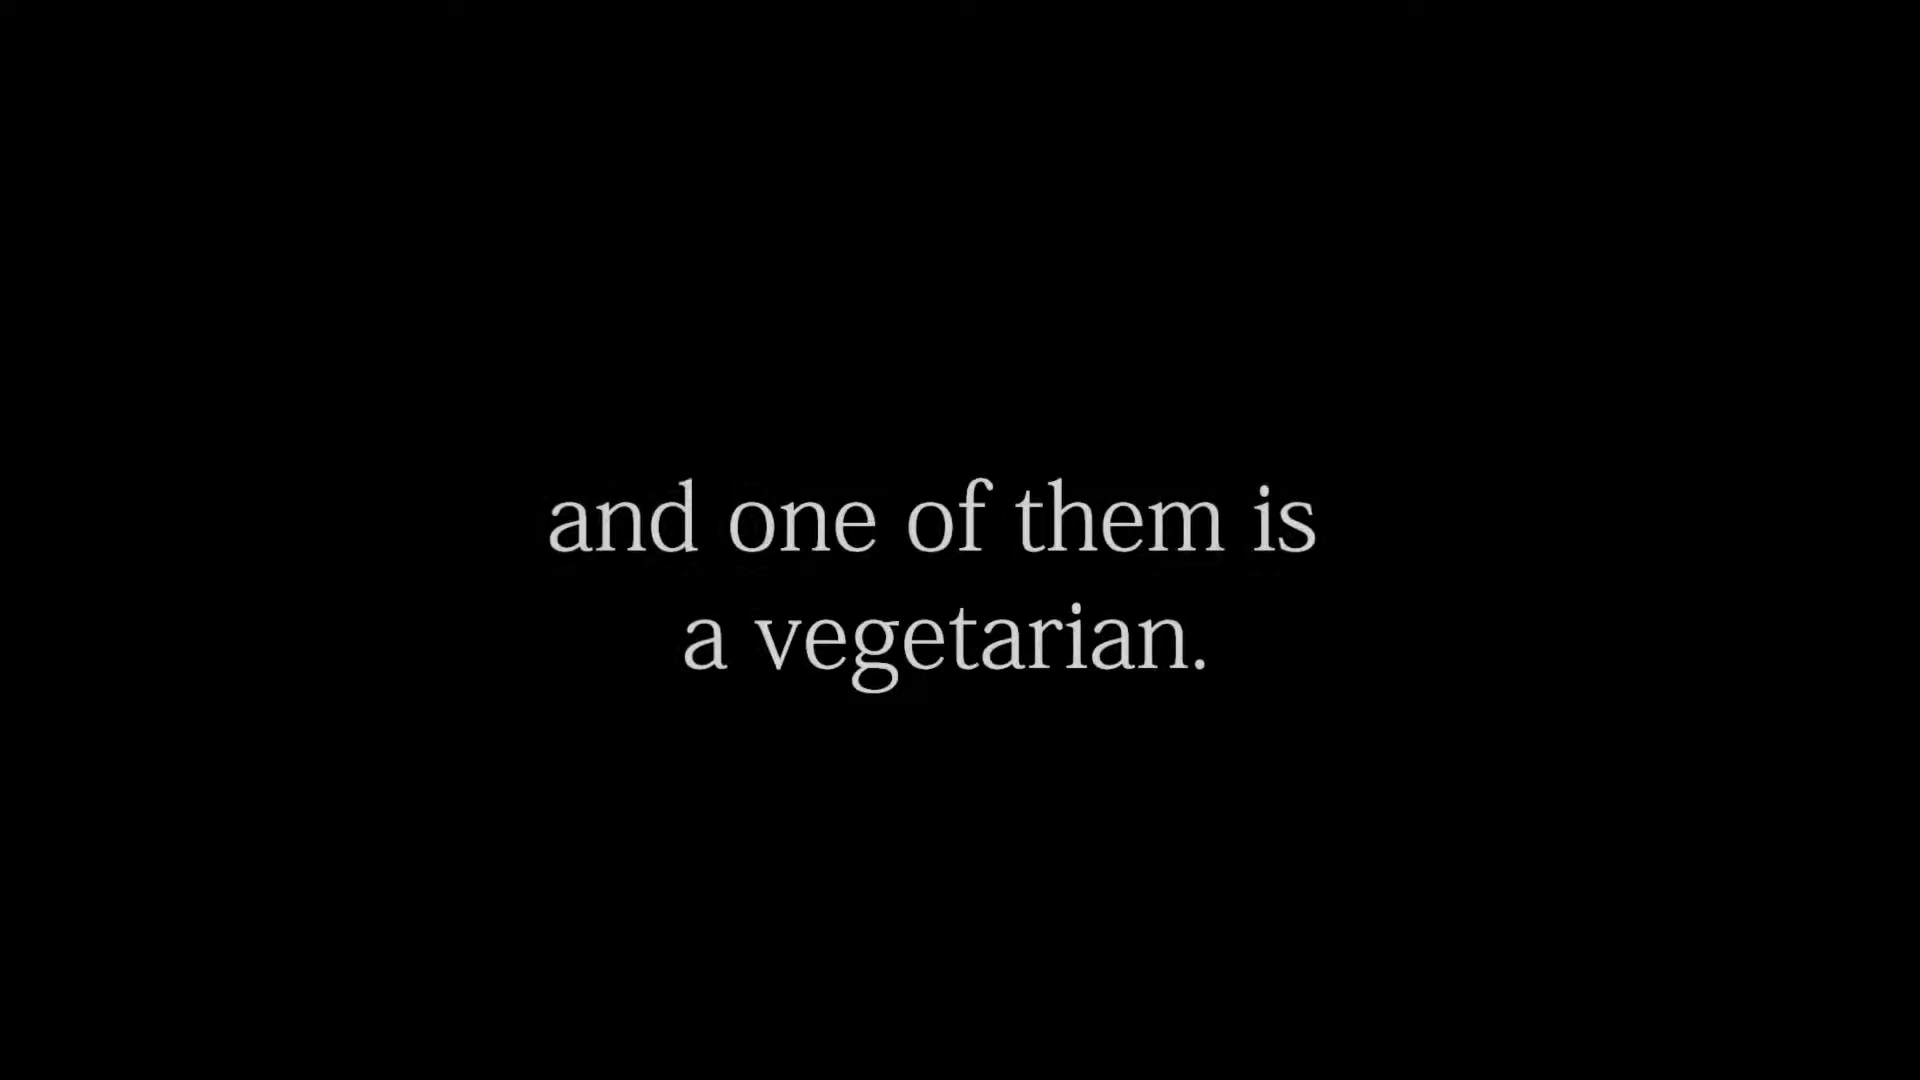 and one of them is
a vegetarian.